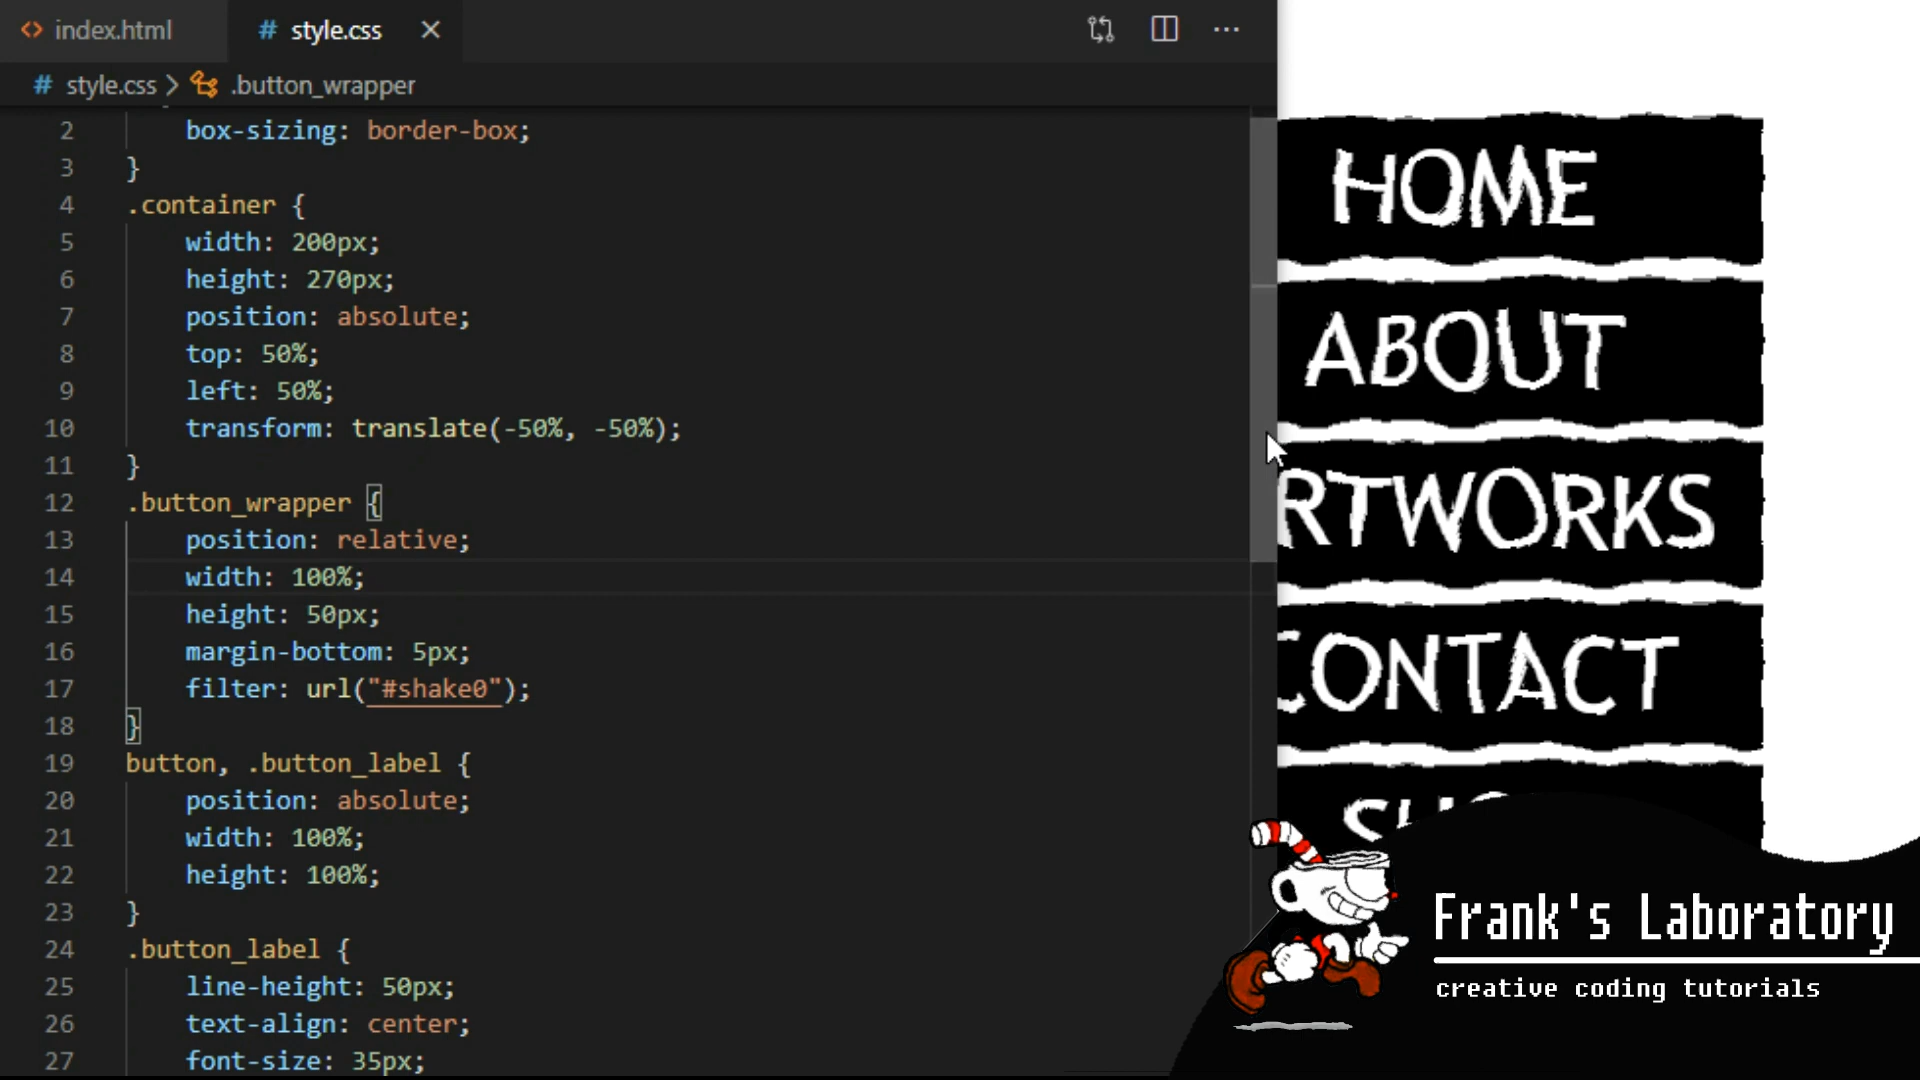 index.html
style.css
style.css > .button_wrapper
2 box-sizing: border-box;
3 }
4 .container {
5 width: 200px;
6 height: 270px;
7 position: absolute;
8 top: 50%;
9 left: 50%;
10 transform: translate(-50%, -50%);
11 }
12 .button_wrapper {
13 position: relative;
14 width: 100%;
15 height: 50px;
16 margin-bottom: 5px;
17 filter: url("#shake0");
18 }
19 button, .button_label {
20 position: absolute;
21 width: 100%;
22 height: 100%;
23 }
24 .button_label {
25 line-height: 50px;
26 text-align: center;
27 font-size: 35px;
HOME
ABOUT
RTWORKS
CONTACT
Frank's Laboratory
creative coding tutorials